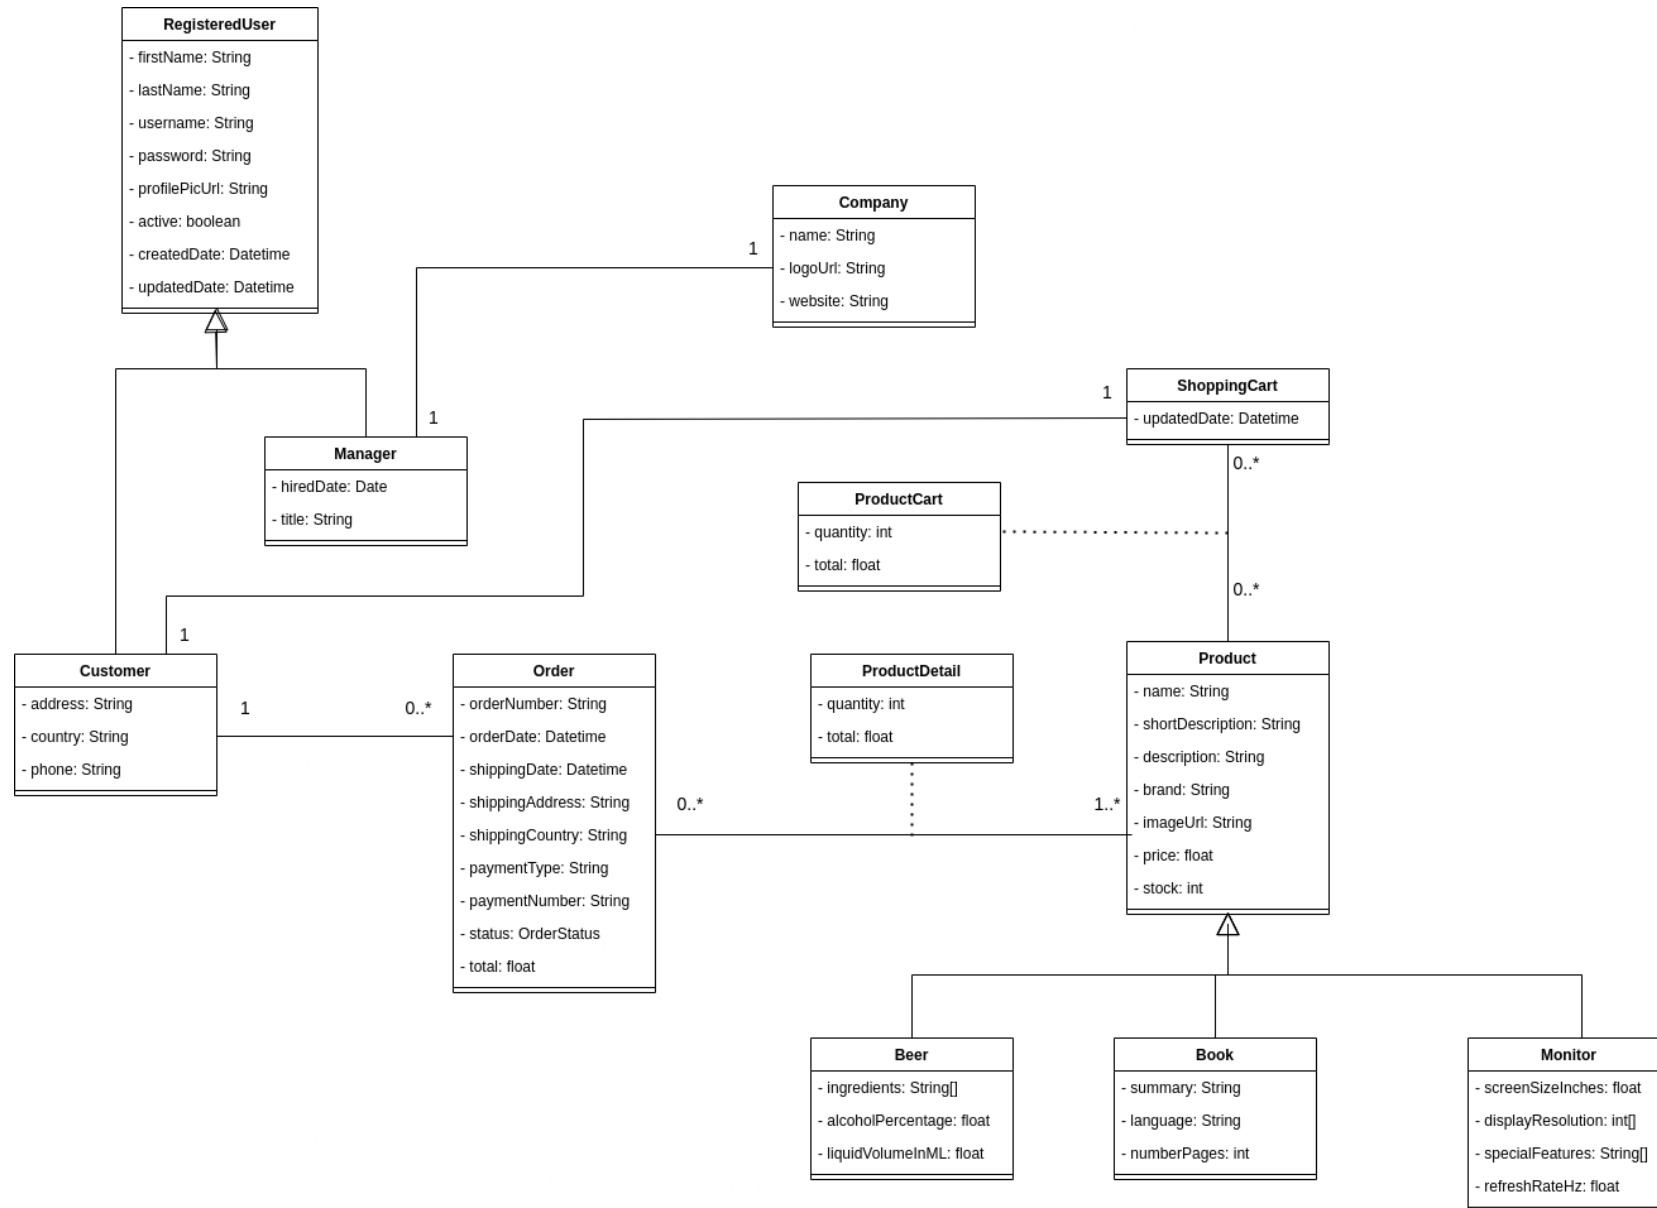 RegisteredUser
- firstName: String
- lastName: String
- username: String
- password: String
- profilePicUrl: String
- active: boolean
- createdDate: Datetime
- updatedDate: Datetime
Company
- name: String
- logoUrl: String
- website: String
1
1
Manager
- hiredDate: Date
- title: String
ShoppingCart
- updatedDate: Datetime
1
1
0..*
ProductCart
- quantity: int
- total: float
0..*
Customer
- address: String
- country: String
- phone: String
1
0..*
Order
- orderNumber: String
- orderDate: Datetime
- shippingDate: Datetime
- shippingAddress: String
- shippingCountry: String
- paymentType: String
- paymentNumber: String
- status: OrderStatus
- total: float
ProductDetail
- quantity: int
- total: float
0..*
1..*
Product
- name: String
- shortDescription: String
- description: String
- brand: String
- imageUrl: String
- price: float
- stock: int
Beer
- ingredients: String[]
- alcoholPercentage: float
- liquidVolumeInML: float
Book
- summary: String
- language: String
- numberPages: int
Monitor
- screenSizeInches: float
- displayResolution: int[]
- specialFeatures: String[]
- refreshRateHz: float